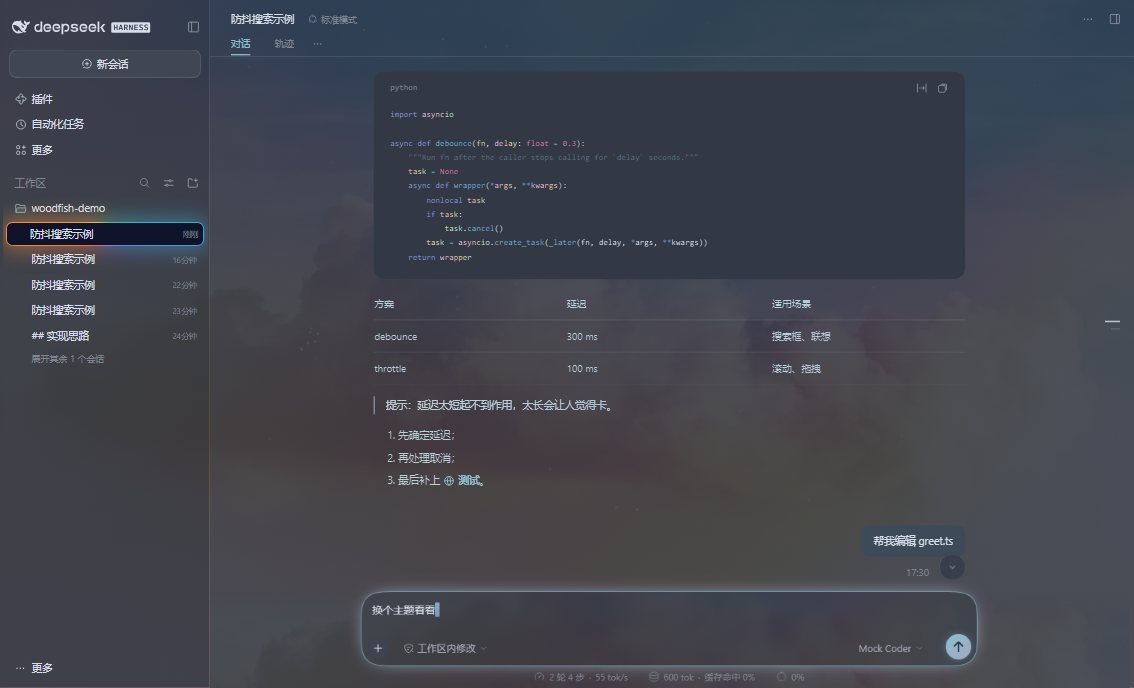 deepseek HARNESS
新会话
插件
自动化任务
更多
工作区
woodfish-demo
防抖搜索示例 刚刚
防抖搜索示例 16分钟
防抖搜索示例 22分钟
防抖搜索示例 23分钟
## 实现思路 24分钟
展开其余 1 个会话
更多
防抖搜索示例 标准模式
对话 轨迹
python
import asyncio
async def debounce(fn, delay: float = 0.3):
"""Run fn after the caller stops calling for `delay` seconds."""
task = None
async def wrapper(*args, **kwargs):
nonlocal task
if task:
task.cancel()
task = asyncio.create_task(_later(fn, delay, *args, **kwargs))
return wrapper
方案 延迟 适用场景
debounce 300 ms 搜索框、联想
throttle 100 ms 滚动、拖拽
提示：延迟太短起不到作用，太长会让人觉得卡。
1. 先确定延迟；
2. 再处理取消；
3. 最后补上 测试。
帮我编辑 greet.ts
17:30
换个主题看看
工作区内修改 Mock Coder
2 轮 4 步 · 55 tok/s 600 tok · 缓存命中 0% 0%